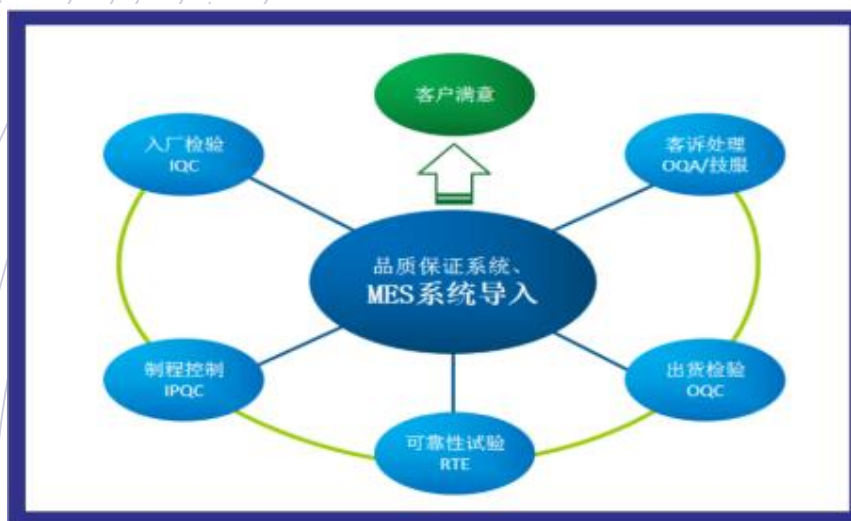 客户满意
入厂检验
IQC
客诉处理
OQA/技服
品质保证系统、
MES系统导入
制程控制
IPQC
出货检验
OQC
可靠性试验
RTE